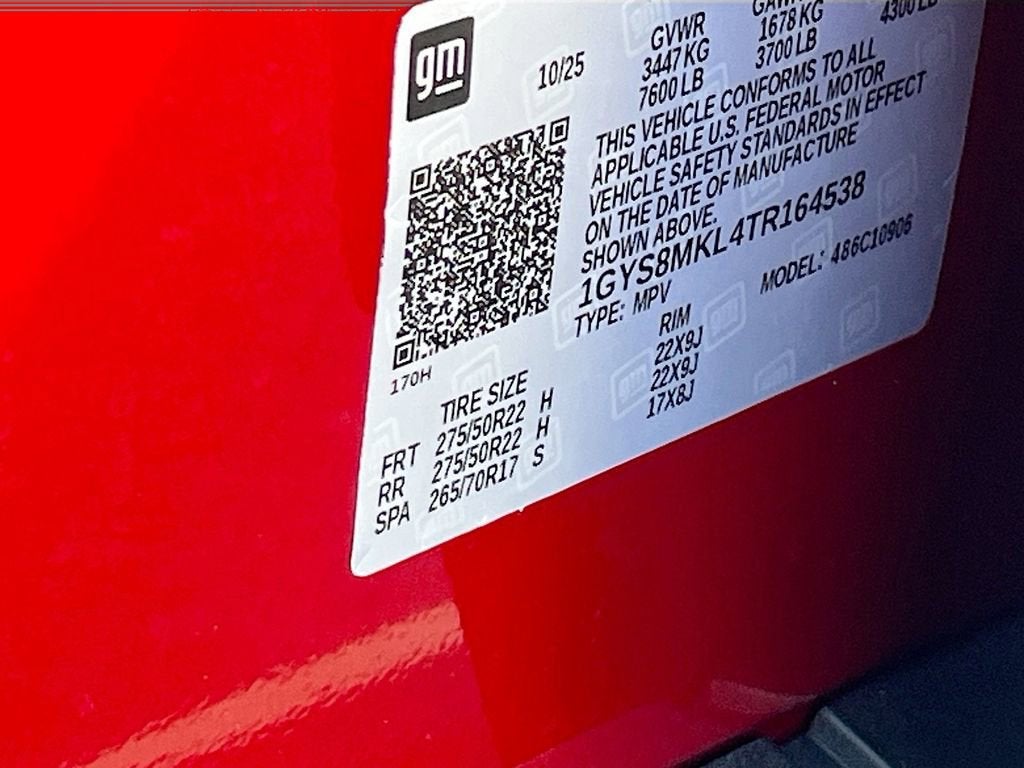 gm
10/25
GVWR
3447 KG
7600 LB
1678 KG
3700 LB
4300 LB
THIS VEHICLE CONFORMS TO ALL
APPLICABLE U.S. FEDERAL MOTOR
VEHICLE SAFETY STANDARDS IN EFFECT
ON THE DATE OF MANUFACTURE
SHOWN ABOVE.
1GYS8MKL4TR164538
TYPE: MPV MODEL: 486C10906
170H
TIRE SIZE RIM
FRT 275/50R22 H 22X9J
RR 275/50R22 H 22X9J
SPA 265/70R17 S 17X8J